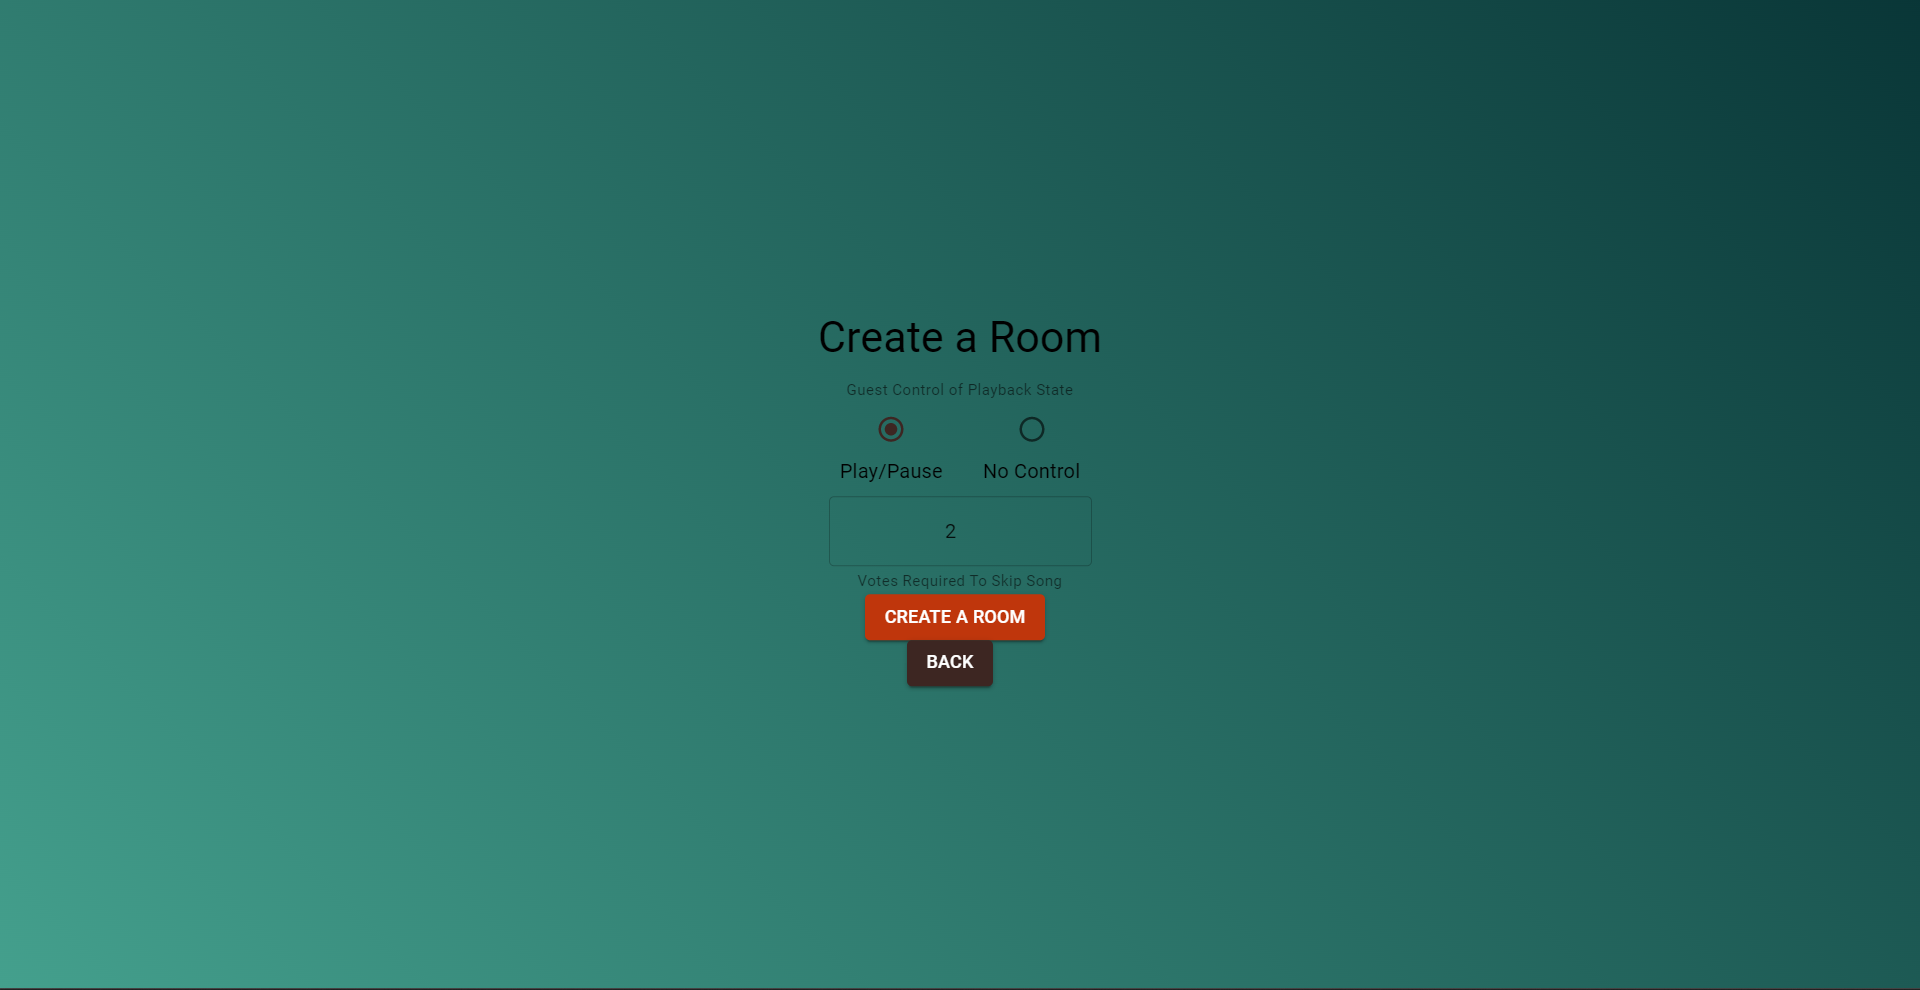 Create a Room
Guest Control of Playback State
Play/Pause No Control
2
Votes Required To Skip Song
CREATE A ROOM
BACK